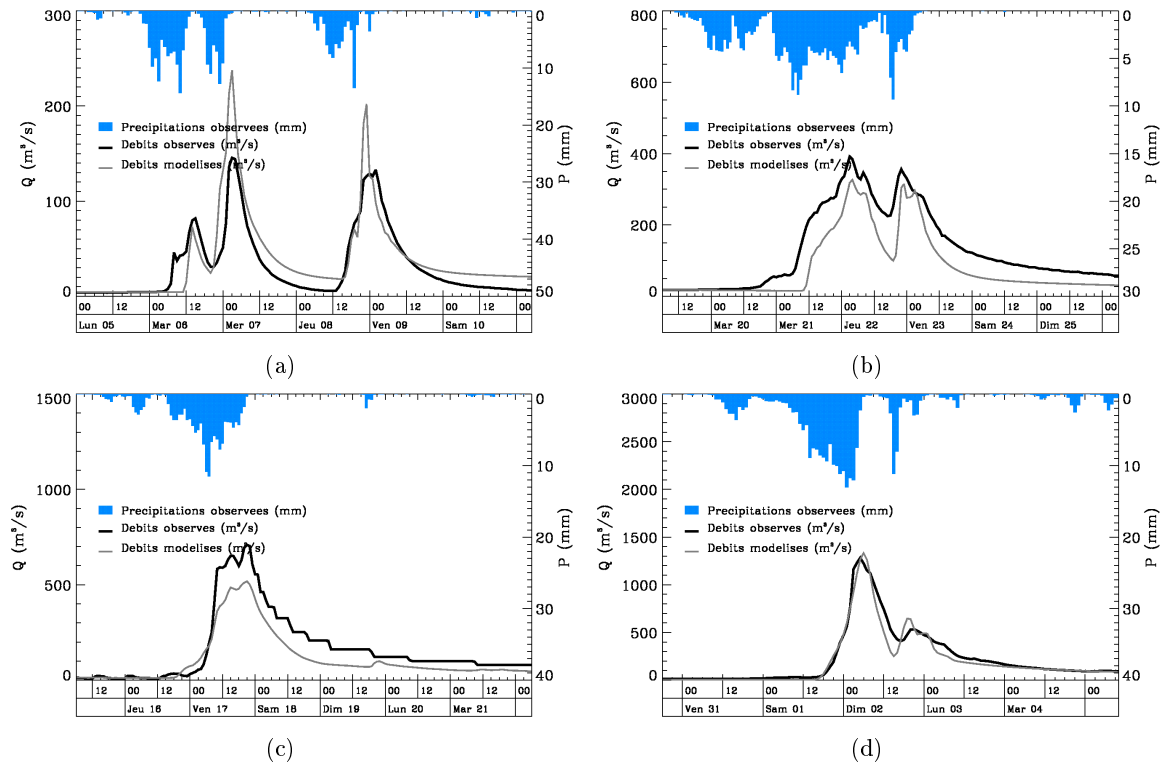 300 0 800 0
Q (m³/s) P (mm) Q (m³/s) P (mm)
10 5
600
200 10
Precipitations observees (mm) Precipitations observees (mm)
20
Debits observes (m³/s) Debits observes (m³/s)
400 15
Debits modelises (m³/s) Debits modelises (m³/s)
30
100 20
40 200
25
0 50 0 30
00 12 00 12 00 12 00 12 00 12 00 12 00 12 00 12 00 12 00 12 00 12 00 12 00 12 00
Lun 05 Mar 06 Mer 07 Jeu 08 Ven 09 Sam 10 Mar 20 Mer 21 Jeu 22 Ven 23 Sam 24 Dim 25
(a) (b)
1500 0 3000 0
Q (m³/s) P (mm) Q (m³/s) P (mm)
2500
10 10
1000 2000
Precipitations observees (mm) Precipitations observees (mm)
Debits observes (m³/s) Debits observes (m³/s)
20 1500 20
Debits modelises (m³/s) Debits modelises (m³/s)
500 1000
30 30
500
0 40 0 40
12 00 12 00 12 00 12 00 12 00 12 00 12 00 00 12 00 12 00 12 00 12 00 12 00
Jeu 16 Ven 17 Sam 18 Dim 19 Lun 20 Mar 21 Ven 31 Sam 01 Dim 02 Lun 03 Mar 04
(c) (d)